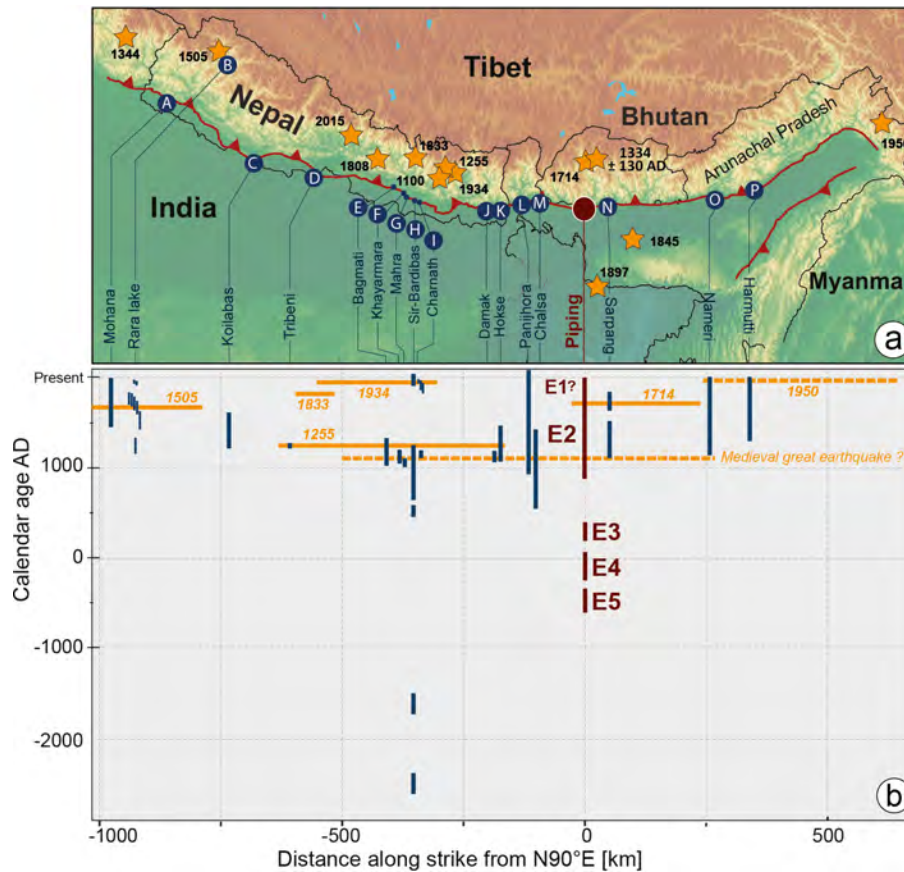 a
1344
1505
B
Tibet
A
Nepal
2015
1808
1833
1100
1255
1934
Bhutan
1714
1334
± 130 AD
Arunachal Pradesh
1950
India
C
D
E
F
G
H
I
J
K
L
M
N
O
P
1845
1897
Myanma
Mohana
Rara lake
Koilabas
Tribeni
Bagmati
Khayarmara
Mahra
Sir-Bardibas
Charnath
Damak
Hokse
Panijhora
Chalsa
Piping
Sarpang
Nameri
Harmutti
b
Present
1000
0
-1000
-2000
Calendar age AD
1505
1833
1934
1255
1714
1950
Medieval great earthquake ?
E1?
E2
E3
E4
E5
-1000
-500
0
500
Distance along strike from N90°E [km]